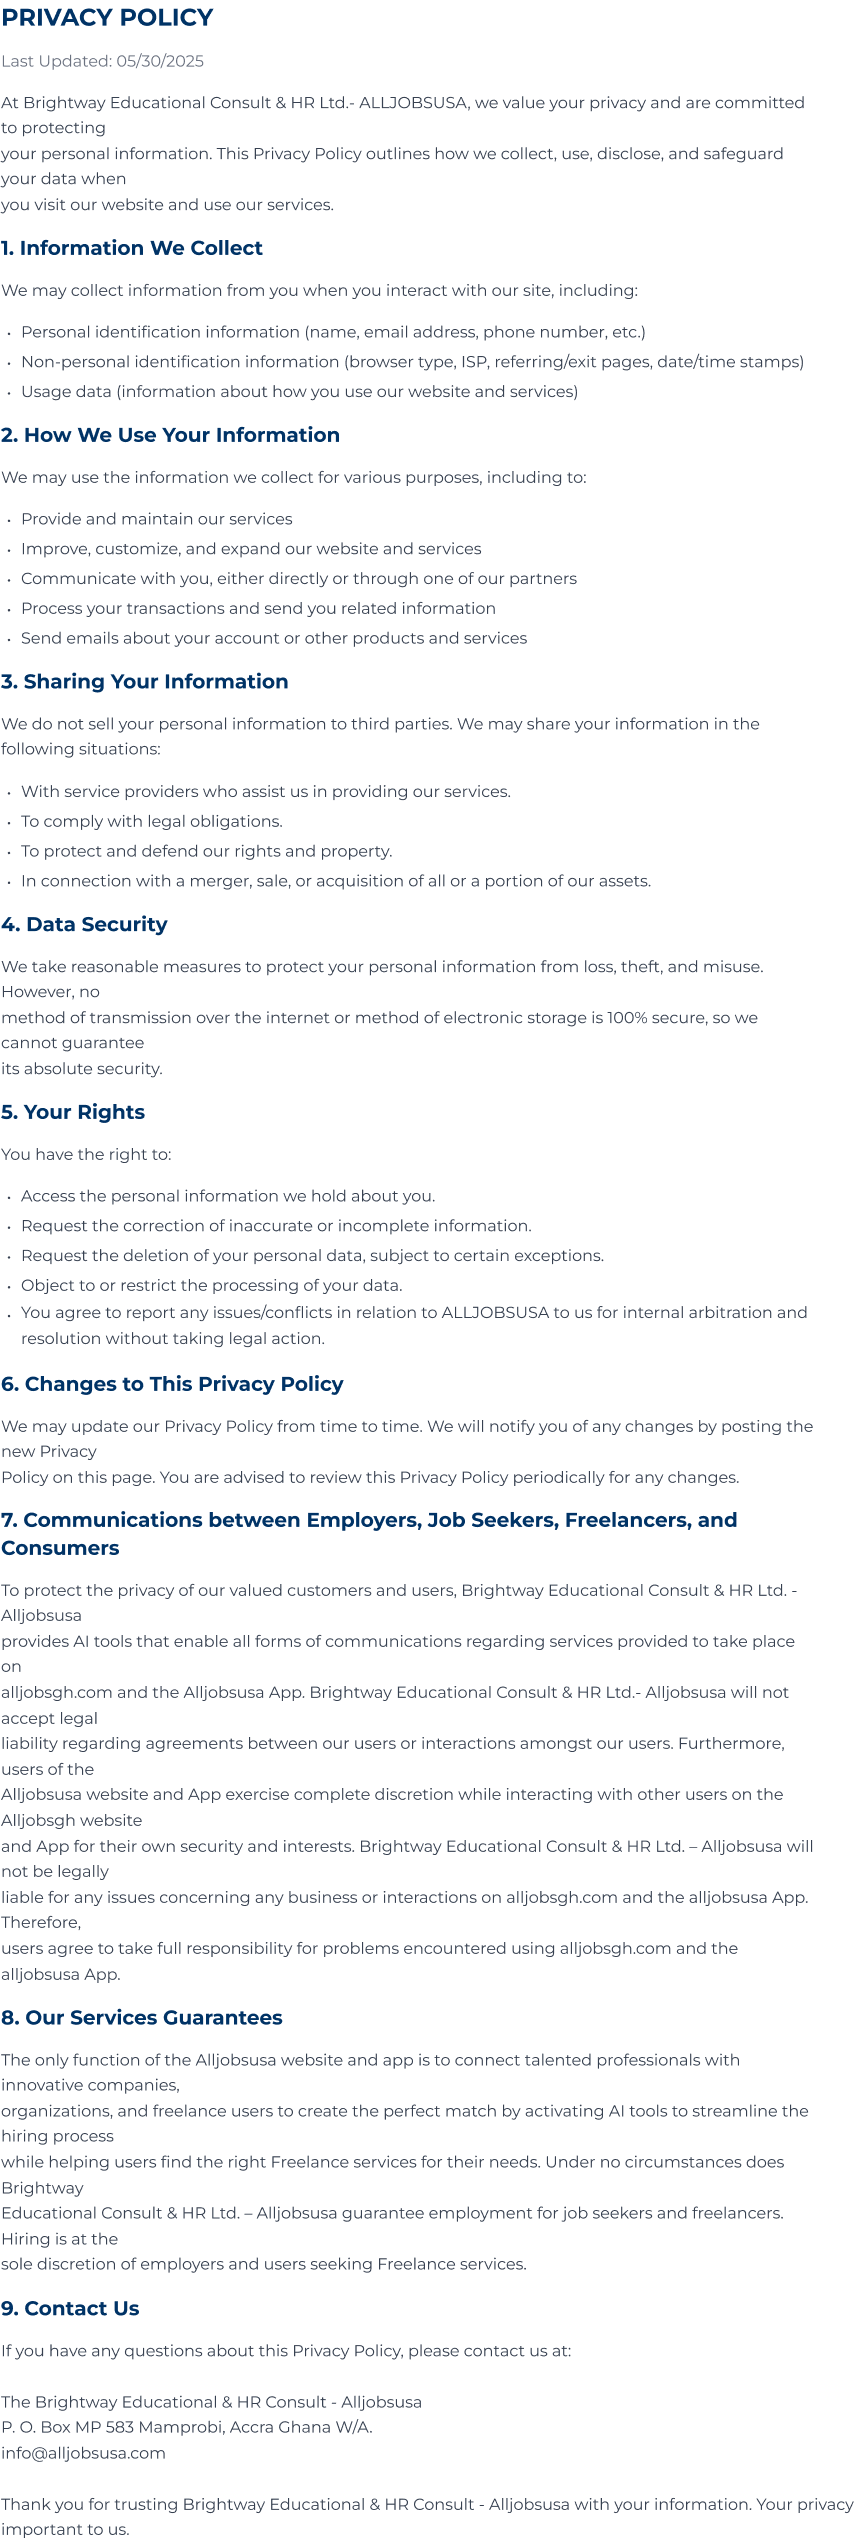 PRIVACY POLICY
Last Updated: 05/30/2025
At Brightway Educational Consult & HR Ltd.- ALLJOBSUSA, we value your privacy and are committed
to protecting
your personal information. This Privacy Policy outlines how we collect, use, disclose, and safeguard
your data when
you visit our website and use our services.
1. Information We Collect
We may collect information from you when you interact with our site, including:
• Personal identification information (name, email address, phone number, etc.)
• Non-personal identification information (browser type, ISP, referring/exit pages, date/time stamps)
• Usage data (information about how you use our website and services)
2. How We Use Your Information
We may use the information we collect for various purposes, including to:
• Provide and maintain our services
• Improve, customize, and expand our website and services
• Communicate with you, either directly or through one of our partners
• Process your transactions and send you related information
• Send emails about your account or other products and services
3. Sharing Your Information
We do not sell your personal information to third parties. We may share your information in the
following situations:
• With service providers who assist us in providing our services.
• To comply with legal obligations.
• To protect and defend our rights and property.
• In connection with a merger, sale, or acquisition of all or a portion of our assets.
4. Data Security
We take reasonable measures to protect your personal information from loss, theft, and misuse.
However, no
method of transmission over the internet or method of electronic storage is 100% secure, so we
cannot guarantee
its absolute security.
5. Your Rights
You have the right to:
• Access the personal information we hold about you.
• Request the correction of inaccurate or incomplete information.
• Request the deletion of your personal data, subject to certain exceptions.
• Object to or restrict the processing of your data.
• You agree to report any issues/conflicts in relation to ALLJOBSUSA to us for internal arbitration and
resolution without taking legal action.
6. Changes to This Privacy Policy
We may update our Privacy Policy from time to time. We will notify you of any changes by posting the
new Privacy
Policy on this page. You are advised to review this Privacy Policy periodically for any changes.
7. Communications between Employers, Job Seekers, Freelancers, and
Consumers
To protect the privacy of our valued customers and users, Brightway Educational Consult & HR Ltd. -
Alljobsusa
provides AI tools that enable all forms of communications regarding services provided to take place
on
alljobsgh.com and the Alljobsusa App. Brightway Educational Consult & HR Ltd.- Alljobsusa will not
accept legal
liability regarding agreements between our users or interactions amongst our users. Furthermore,
users of the
Alljobsusa website and App exercise complete discretion while interacting with other users on the
Alljobsgh website
and App for their own security and interests. Brightway Educational Consult & HR Ltd. – Alljobsusa will
not be legally
liable for any issues concerning any business or interactions on alljobsgh.com and the alljobsusa App.
Therefore,
users agree to take full responsibility for problems encountered using alljobsgh.com and the
alljobsusa App.
8. Our Services Guarantees
The only function of the Alljobsusa website and app is to connect talented professionals with
innovative companies,
organizations, and freelance users to create the perfect match by activating AI tools to streamline the
hiring process
while helping users find the right Freelance services for their needs. Under no circumstances does
Brightway
Educational Consult & HR Ltd. – Alljobsusa guarantee employment for job seekers and freelancers.
Hiring is at the
sole discretion of employers and users seeking Freelance services.
9. Contact Us
If you have any questions about this Privacy Policy, please contact us at:
The Brightway Educational & HR Consult - Alljobsusa
P. O. Box MP 583 Mamprobi, Accra Ghana W/A.
info@alljobsusa.com
Thank you for trusting Brightway Educational & HR Consult - Alljobsusa with your information. Your privacy
important to us.